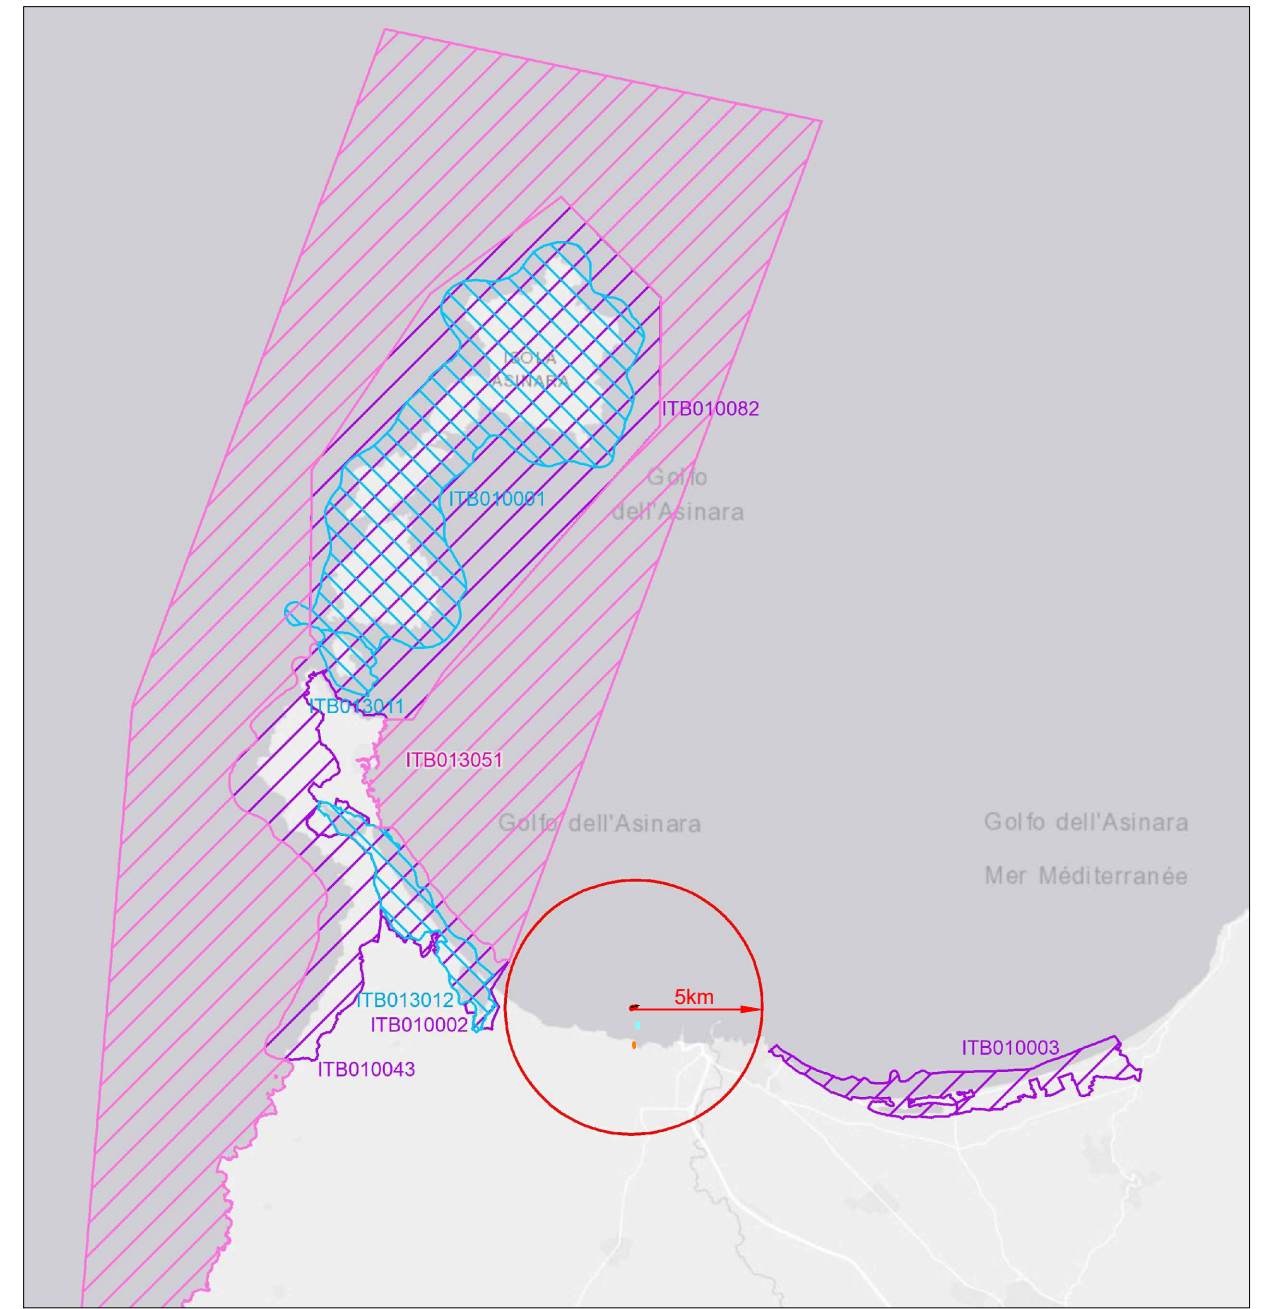 ISOLA
ASINARA
ITB010082
Golfo
dell'Asinara
ITB010001
ITB013011
ITB013051
Golfo dell'Asinara
Golfo dell'Asinara
Mer Méditerranée
5km
ITB013012
ITB010002
ITB010043
ITB010003